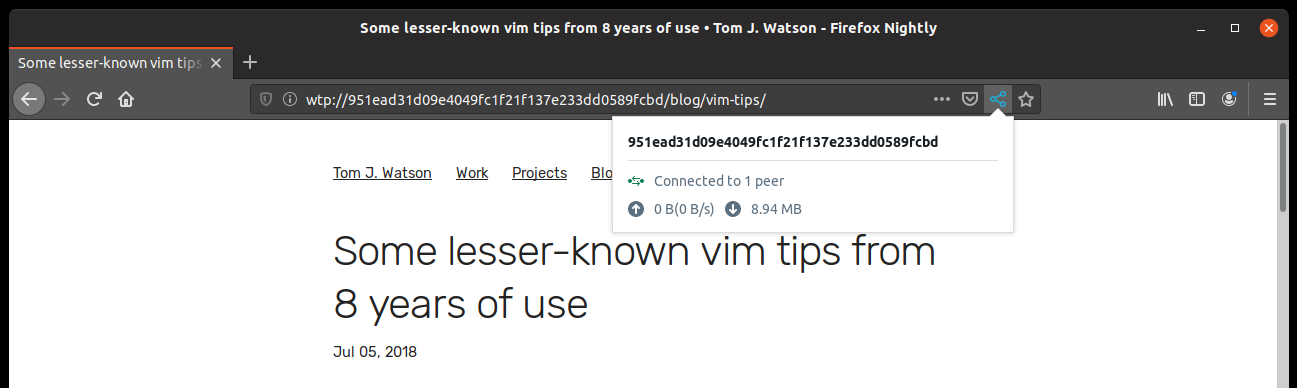 Some lesser-known vim tips from 8 years of use • Tom J. Watson - Firefox Nightly
Some lesser-known vim tips
wtp://951ead31d09e4049fc1f21f137e233dd0589fcbd/blog/vim-tips/
951ead31d09e4049fc1f21f137e233dd0589fcbd
Connected to 1 peer
0 B(0 B/s) 8.94 MB
Tom J. Watson Work Projects Blo
Some lesser-known vim tips from
8 years of use
Jul 05, 2018